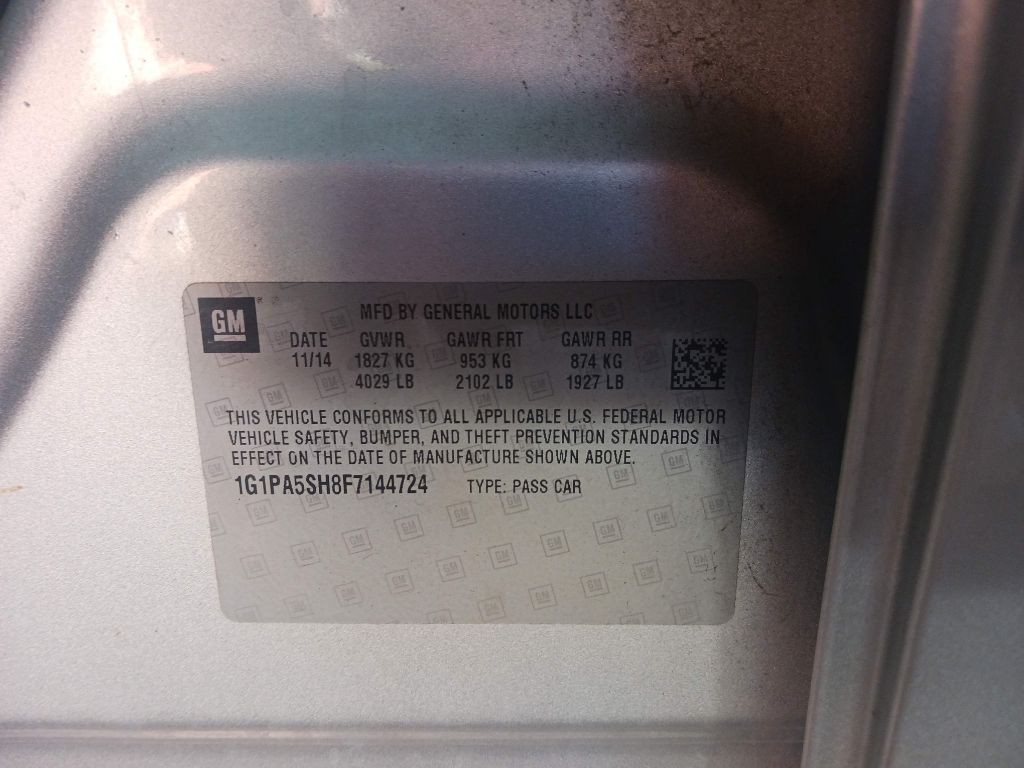 GM
MFD BY GENERAL MOTORS LLC
DATE GVWR GAWR FRT GAWR RR
11/14 1827 KG 953 KG 874 KG
4029 LB 2102 LB 1927 LB
THIS VEHICLE CONFORMS TO ALL APPLICABLE U.S. FEDERAL MOTOR
VEHICLE SAFETY, BUMPER, AND THEFT PREVENTION STANDARDS IN
EFFECT ON THE DATE OF MANUFACTURE SHOWN ABOVE.
1G1PA5SH8F7144724 TYPE: PASS CAR